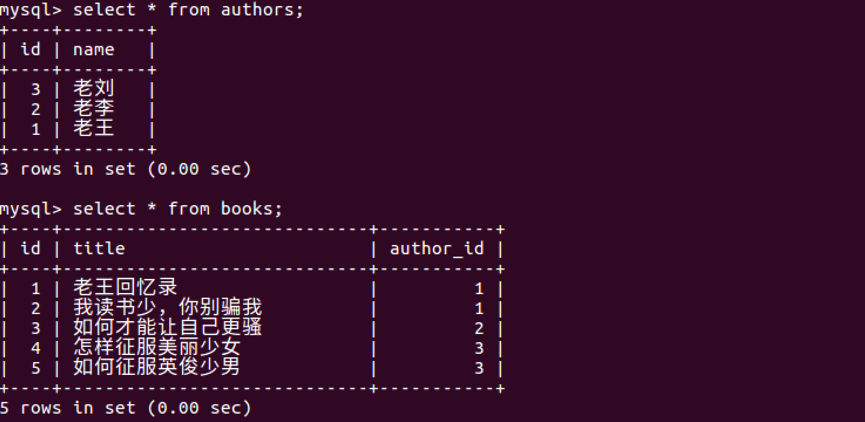 mysql> select * from authors;
+----+--------+
| id | name   |
+----+--------+
|  3 | 老刘   |
|  2 | 老李   |
|  1 | 老王   |
+----+--------+
3 rows in set (0.00 sec)
mysql> select * from books;
+----+-----------------------------+-----------+
| id | title                       | author_id |
+----+-----------------------------+-----------+
|  1 | 老王回忆录                  |         1 |
|  2 | 我读书少，你别骗我          |         1 |
|  3 | 如何才能让自己更骚          |         2 |
|  4 | 怎样征服美丽少女            |         3 |
|  5 | 如何征服英俊少男            |         3 |
+----+-----------------------------+-----------+
5 rows in set (0.00 sec)